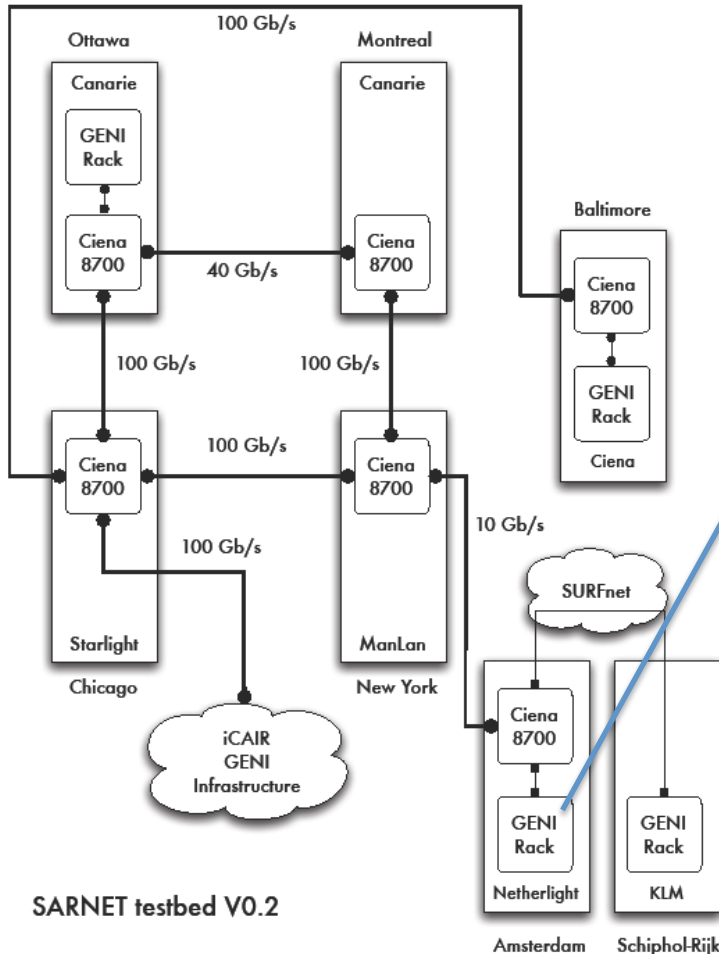 100 Gb/s
Ottawa
Montreal
Canarie
Canarie
GENI
Rack
Baltimore
Ciena
8700
40 Gb/s
Ciena
8700
Ciena
8700
100 Gb/s
100 Gb/s
GENI
Rack
Ciena
Ciena
8700
100 Gb/s
Ciena
8700
10 Gb/s
100 Gb/s
SURFnet
Starlight
ManLan
Chicago
New York
iCAIR
GENI
Infrastructure
Ciena
8700
GENI
Rack
GENI
Rack
Netherlight
KLM
SARNET testbed V0.2
Amsterdam
Schiphol-Rijk